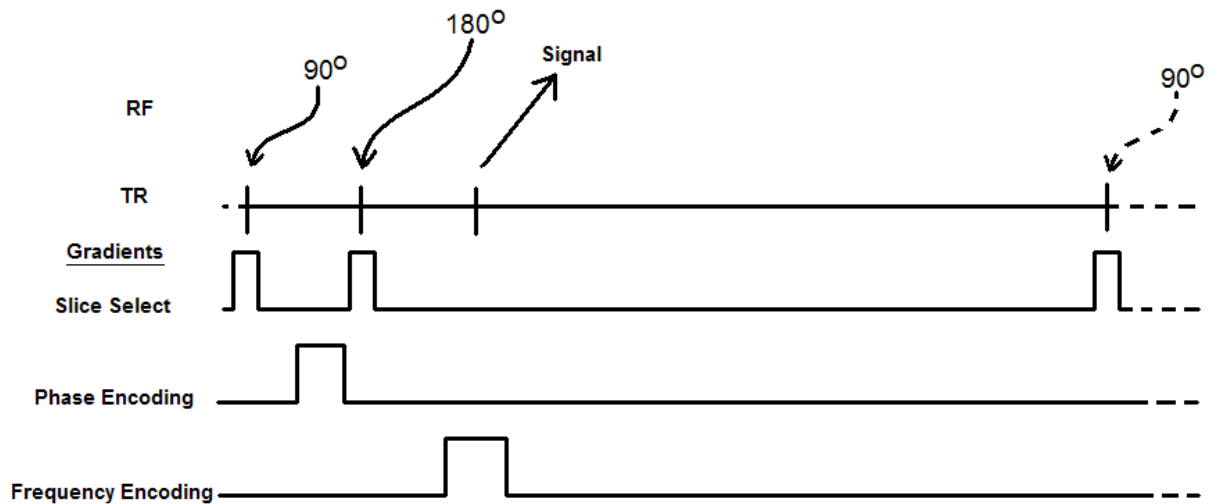 90°
180°
Signal
90°
RF
TR
Gradients
Slice Select
Phase Encoding
Frequency Encoding